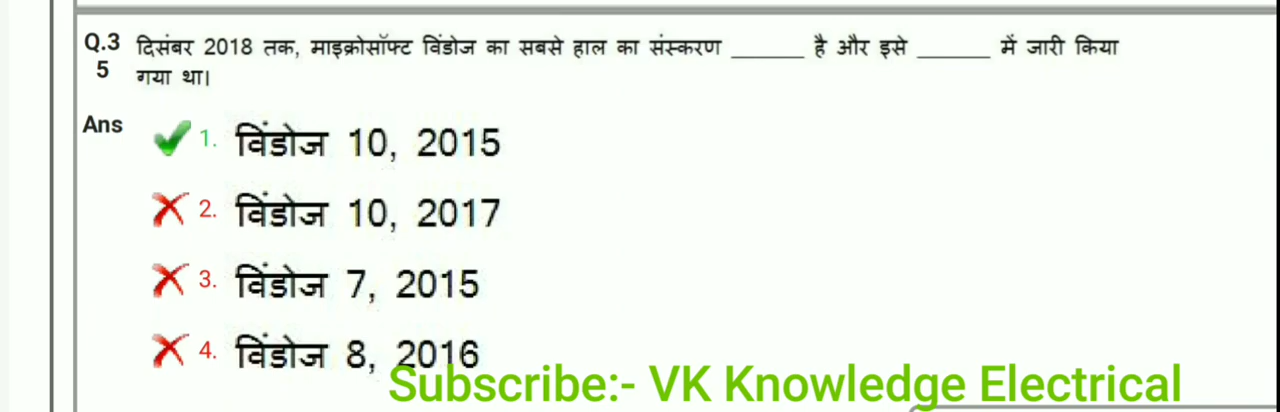 Q.3 दिसंबर 2018 तक, माइक्रोसॉफ्ट विंडोज का सबसे हाल का संस्करण ______ है और इसे ______ में जारी किया
5 गया था।
Ans 1. विंडोज 10, 2015
2. विंडोज 10, 2017
3. विंडोज 7, 2015
4. विंडोज 8, 2016
Subscribe:- VK Knowledge Electrical